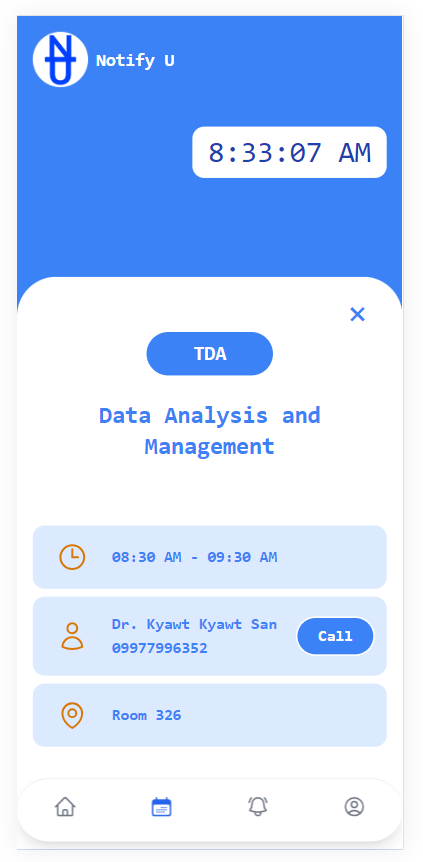 NU
Notify U
8:33:07 AM
TDA
Data Analysis and
Management
08:30 AM - 09:30 AM
Dr. Kyawt Kyawt San
09977996352
Call
Room 326